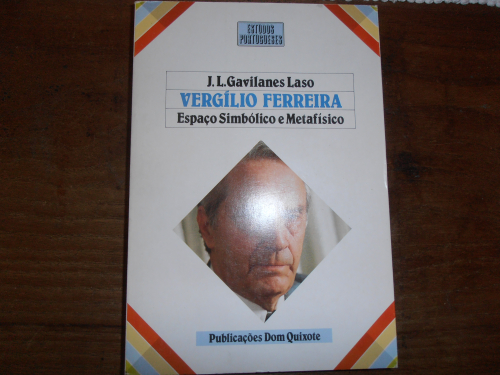 ESTUDOS
PORTUGUESES
J. L. Gavilanes Laso
VERGÍLIO FERREIRA
Espaço Simbólico e Metafísico
Publicações Dom Quixote